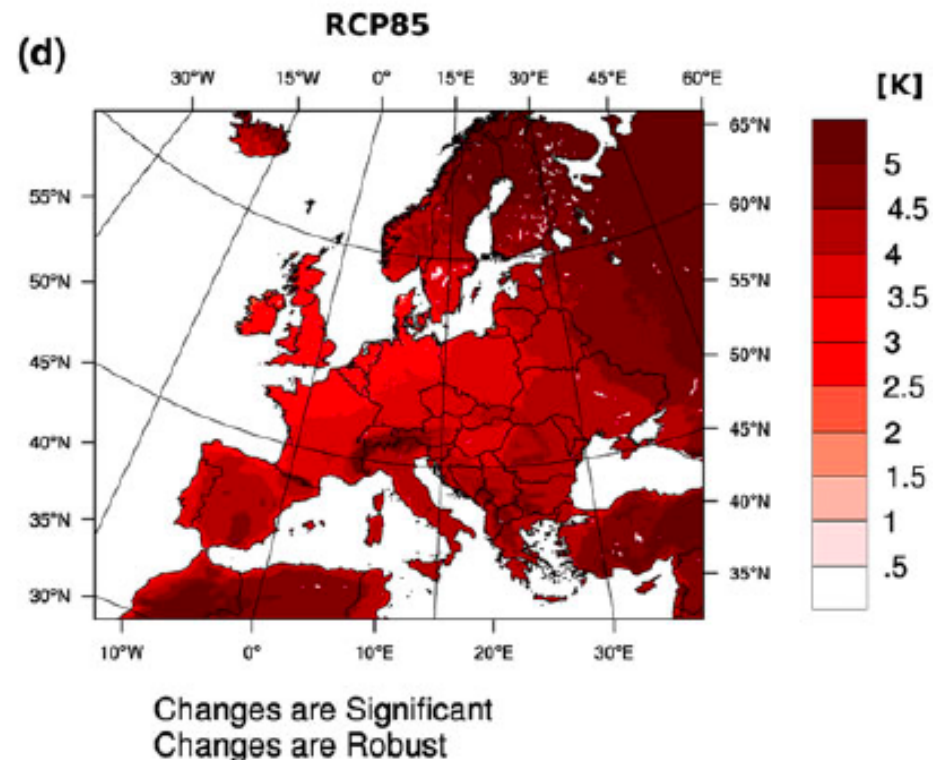 RCP85
(d)
30°W 15°W 0° 15°E 30°E 45°E 60°E
[K]
65°N
55°N
60°N
50°N
55°N
45°N
50°N
40°N
45°N
35°N
40°N
30°N
35°N
5
4.5
4
3.5
3
2.5
2
1.5
1
.5
10°W 0° 10°E 20°E 30°E
Changes are Significant
Changes are Robust